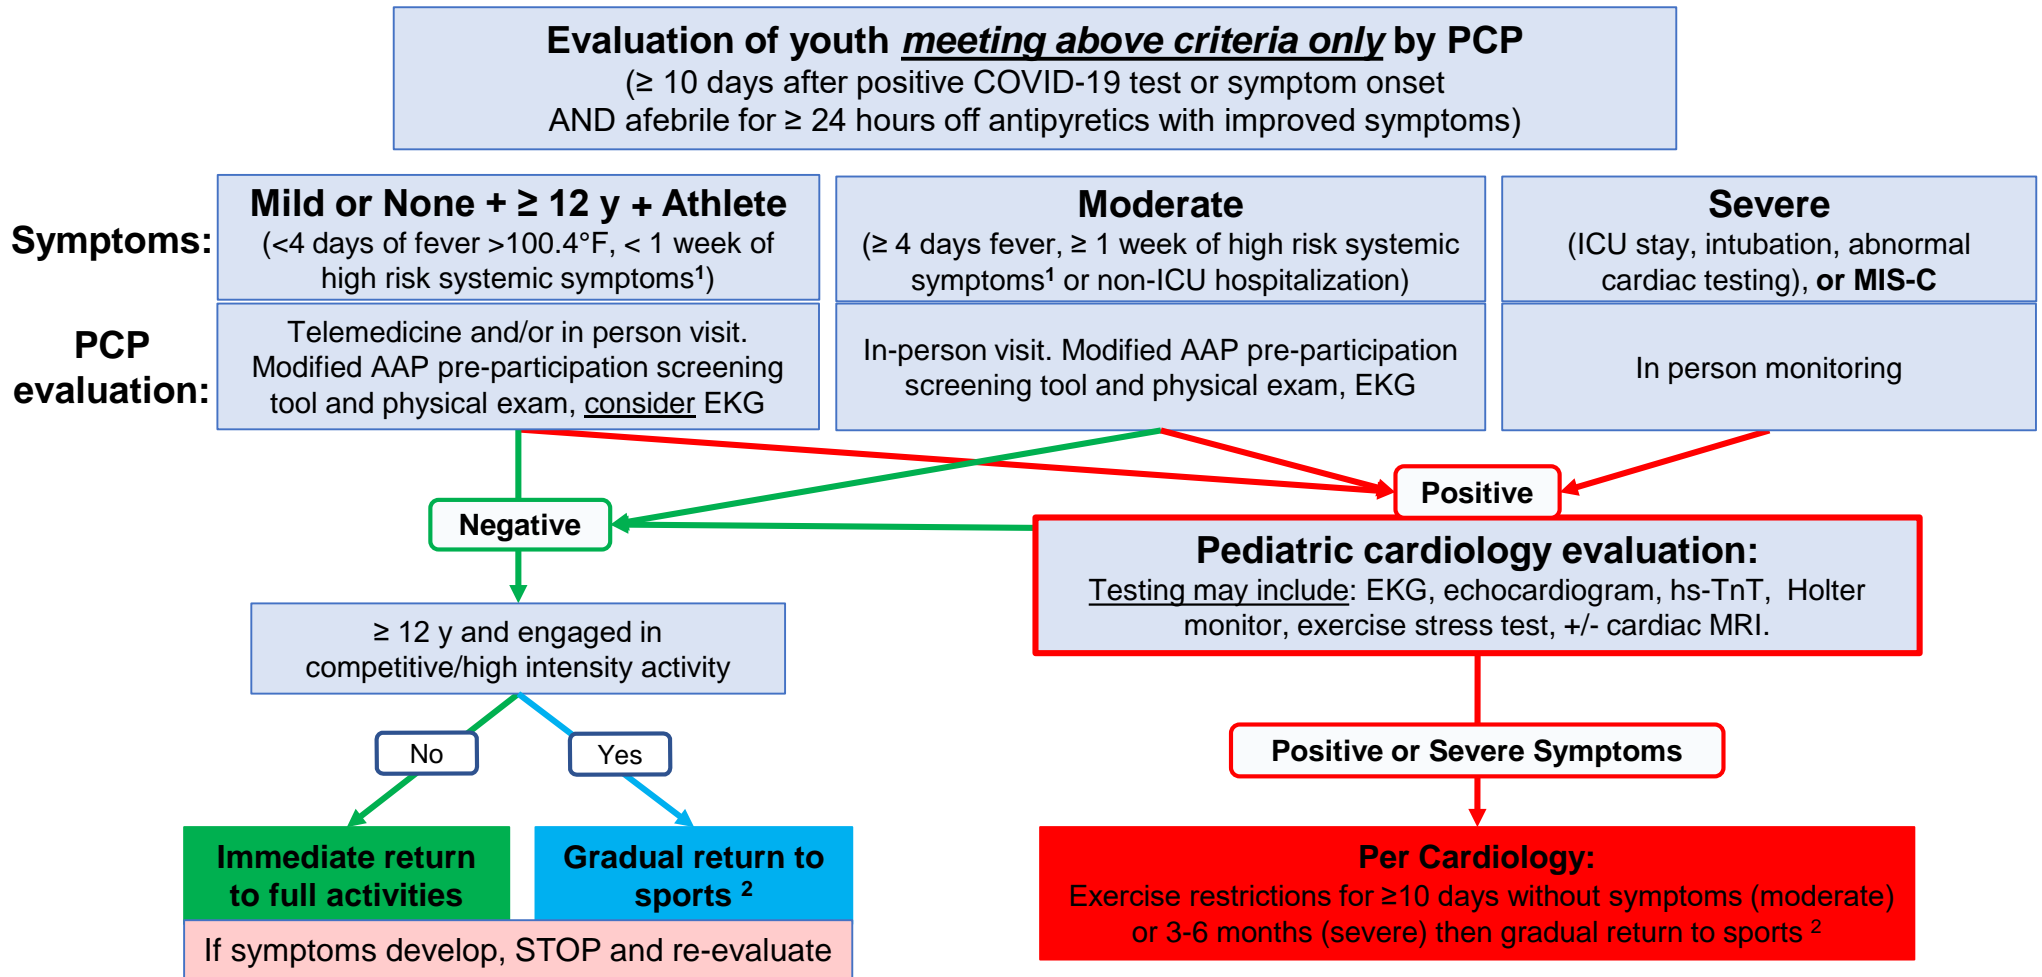 Evaluation of youth meeting above criteria only by PCP
(≥ 10 days after positive COVID-19 test or symptom onset
AND afebrile for ≥ 24 hours off antipyretics with improved symptoms)
Symptoms:
Mild or None + ≥ 12 y + Athlete
(<4 days of fever >100.4°F, < 1 week of
high risk systemic symptoms¹)
Moderate
(≥ 4 days fever, ≥ 1 week of high risk systemic
symptoms¹ or non-ICU hospitalization)
Severe
(ICU stay, intubation, abnormal
cardiac testing), or MIS-C
PCP
evaluation:
Telemedicine and/or in person visit.
Modified AAP pre-participation screening
tool and physical exam, consider EKG
In-person visit. Modified AAP pre-participation
screening tool and physical exam, EKG
In person monitoring
Negative
Positive
Pediatric cardiology evaluation:
Testing may include: EKG, echocardiogram, hs-TnT, Holter
monitor, exercise stress test, +/- cardiac MRI.
≥ 12 y and engaged in
competitive/high intensity activity
No
Yes
Positive or Severe Symptoms
Immediate return
to full activities
Gradual return to
sports ²
If symptoms develop, STOP and re-evaluate
Per Cardiology:
Exercise restrictions for ≥10 days without symptoms (moderate)
or 3-6 months (severe) then gradual return to sports ²